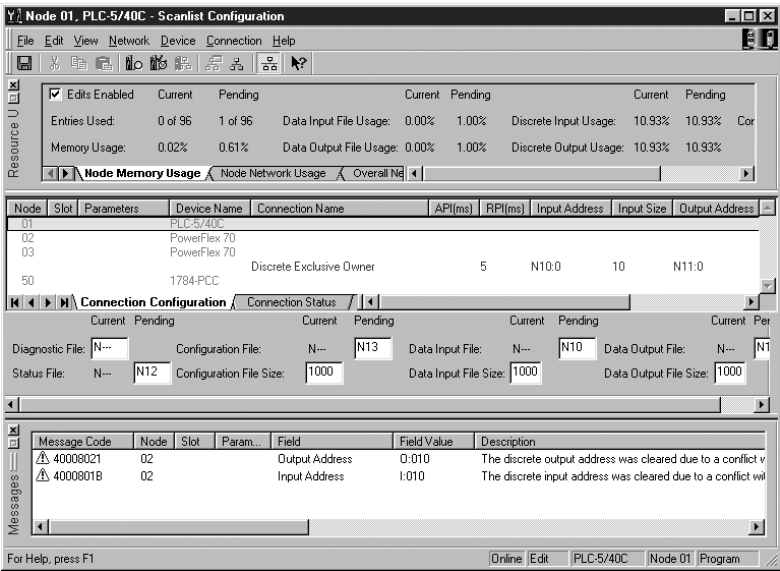 Node 01, PLC-5/40C - Scanlist Configuration
File Edit View Network Device Connection Help
Resource U
Edits Enabled Current Pending Current Pending Current Pending
Entries Used: 0 of 96 1 of 96 Data Input File Usage: 0.00% 1.00% Discrete Input Usage: 10.93% 10.93% Cor
Memory Usage: 0.02% 0.61% Data Output File Usage: 0.00% 1.00% Discrete Output Usage: 10.93% 10.93%
Node Memory Usage Node Network Usage Overall Ne
Node Slot Parameters Device Name Connection Name API(ms) RPI(ms) Input Address Input Size Output Address
01 PLC-5/40C
02 PowerFlex 70
03 PowerFlex 70
Discrete Exclusive Owner 5 N10:0 10 N11:0
50 1784-PCC
Connection Configuration Connection Status
Current Pending Current Pending Current Pending Current Per
Diagnostic File: N--- Configuration File: N--- N13 Data Input File: N--- N10 Data Output File: N--- N1
Status File: N--- N12 Configuration File Size: 1000 Data Input File Size: 1000 Data Output File Size: 1000
Messages
Message Code Node Slot Param... Field Field Value Description
40008021 02 Output Address O:010 The discrete output address was cleared due to a conflict w
4000801B 02 Input Address I:010 The discrete input address was cleared due to a conflict wit
For Help, press F1 Online Edit PLC-5/40C Node 01 Program